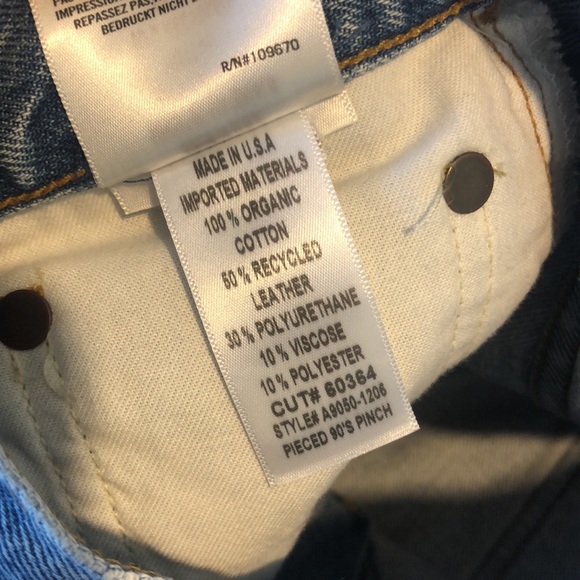 IMPRESSION
REPASSEZ PAS,
BEDRUCKT NICHT
R/N#109670
MADE IN U.S.A
IMPORTED MATERIALS
100 % ORGANIC
COTTON
60 % RECYCLED
LEATHER
30 % POLYURETHANE
10 % VISCOSE
10 % POLYESTER
CUT# 60364
STYLE# A9050-1206
PIECED 90'S PINCH